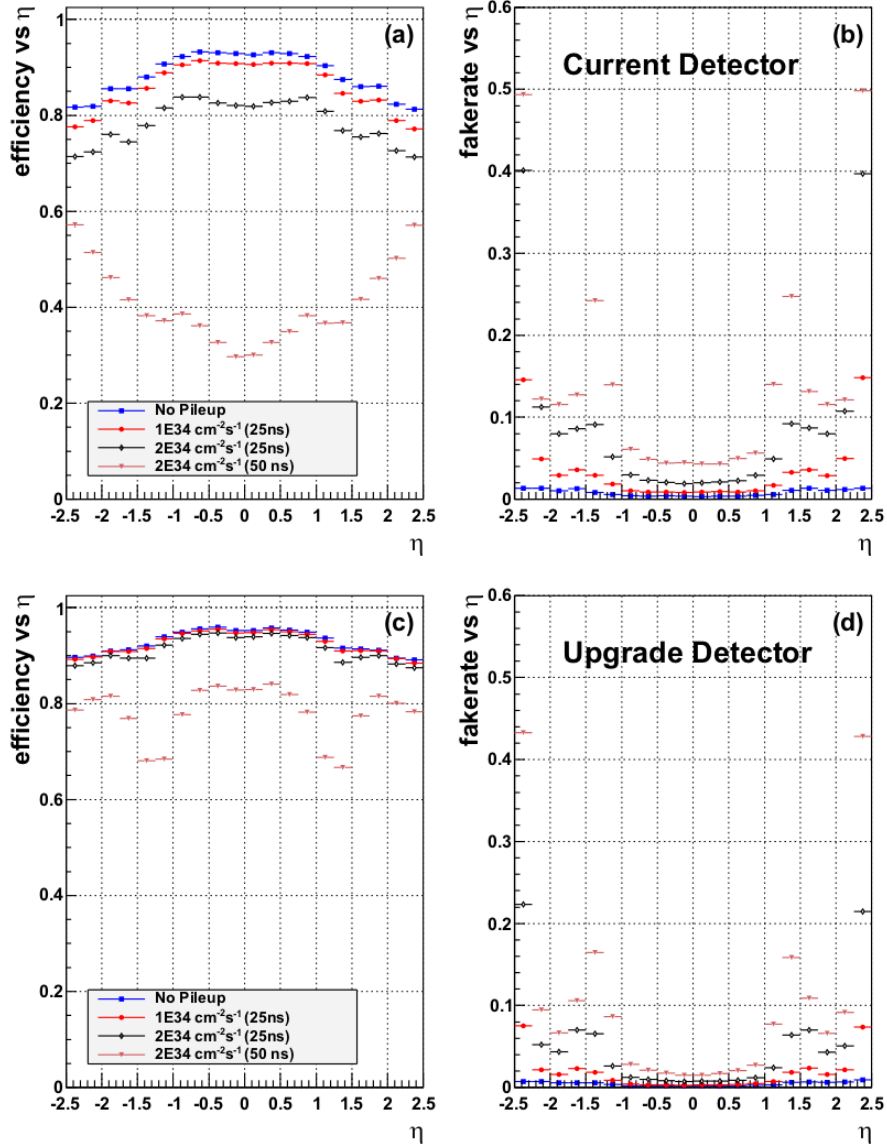 efficiency vs η
1
0.8
0.6
0.4
0.2
0
(a)
No Pileup
1E34 cm⁻²s⁻¹ (25ns)
2E34 cm⁻²s⁻¹ (25ns)
2E34 cm⁻²s⁻¹ (50 ns)
-2.5 -2 -1.5 -1 -0.5 0 0.5 1 1.5 2 2.5
η
fakerate vs η
0.6
0.5
0.4
0.3
0.2
0.1
0
(b)
Current Detector
-2.5 -2 -1.5 -1 -0.5 0 0.5 1 1.5 2 2.5
η
efficiency vs η
1
0.8
0.6
0.4
0.2
0
(c)
No Pileup
1E34 cm⁻²s⁻¹ (25ns)
2E34 cm⁻²s⁻¹ (25ns)
2E34 cm⁻²s⁻¹ (50 ns)
-2.5 -2 -1.5 -1 -0.5 0 0.5 1 1.5 2 2.5
η
fakerate vs η
0.6
0.5
0.4
0.3
0.2
0.1
0
(d)
Upgrade Detector
-2.5 -2 -1.5 -1 -0.5 0 0.5 1 1.5 2 2.5
η